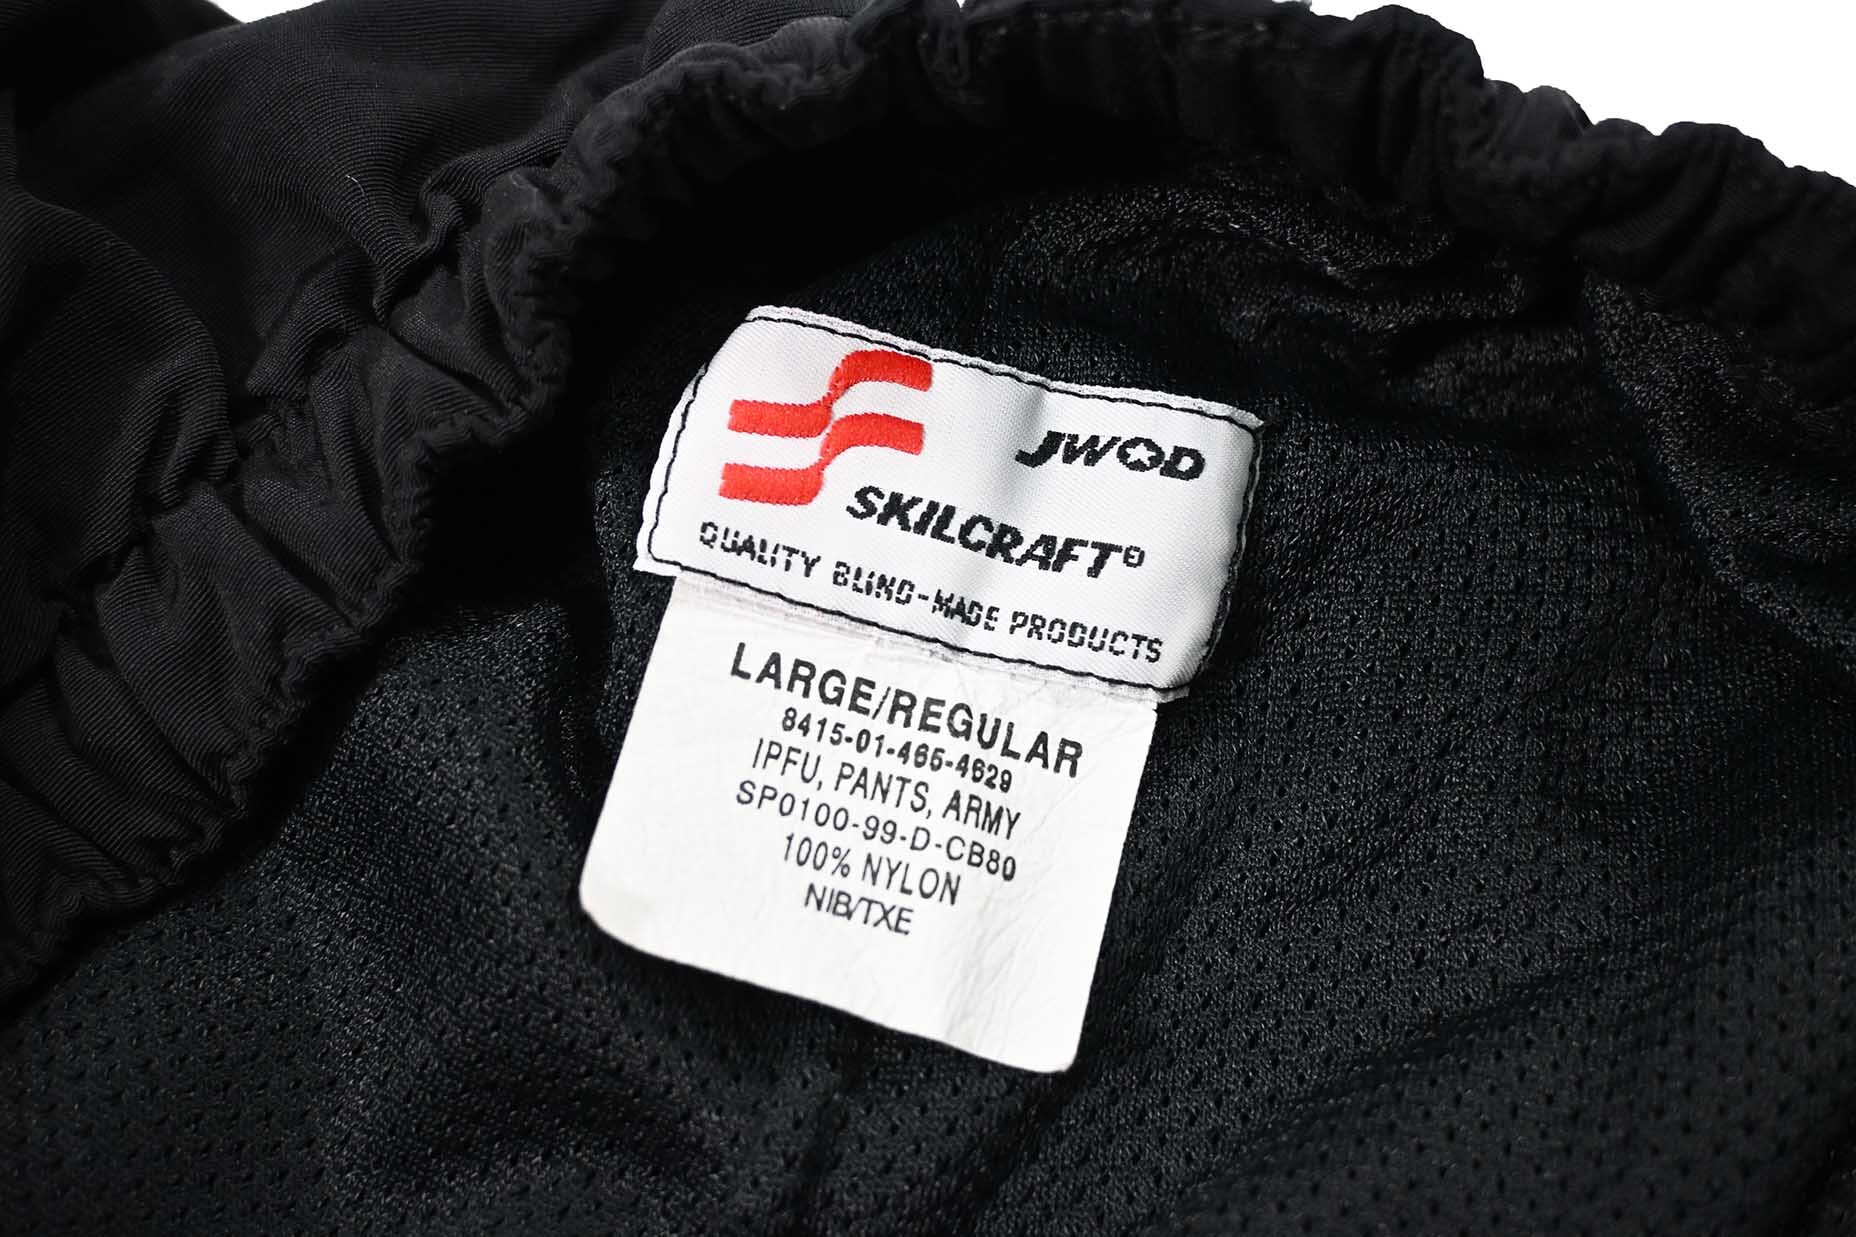 JWOD
SKILCRAFT®
QUALITY BLIND-MADE PRODUCTS
LARGE/REGULAR
8415-01-465-4629
IPFU, PANTS, ARMY
SP0100-99-D-CB80
100% NYLON
NIB/TXE